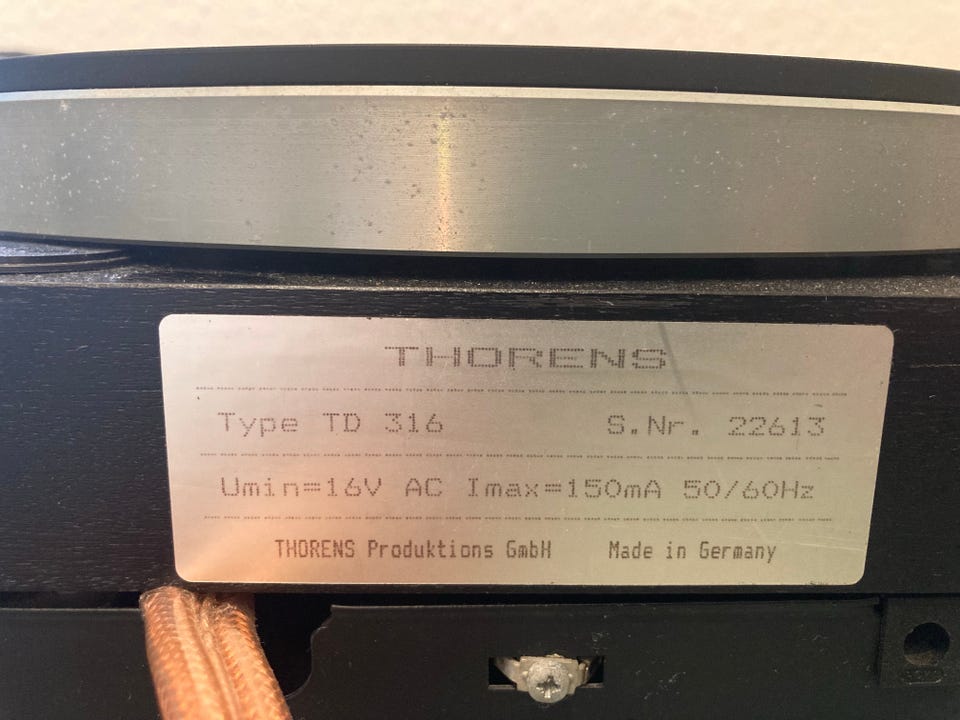 THORENS
Type TD 316 S.Nr. 22613
Umin=16V AC Imax=150mA 50/60Hz
THORENS Produktions GmbH Made in Germany